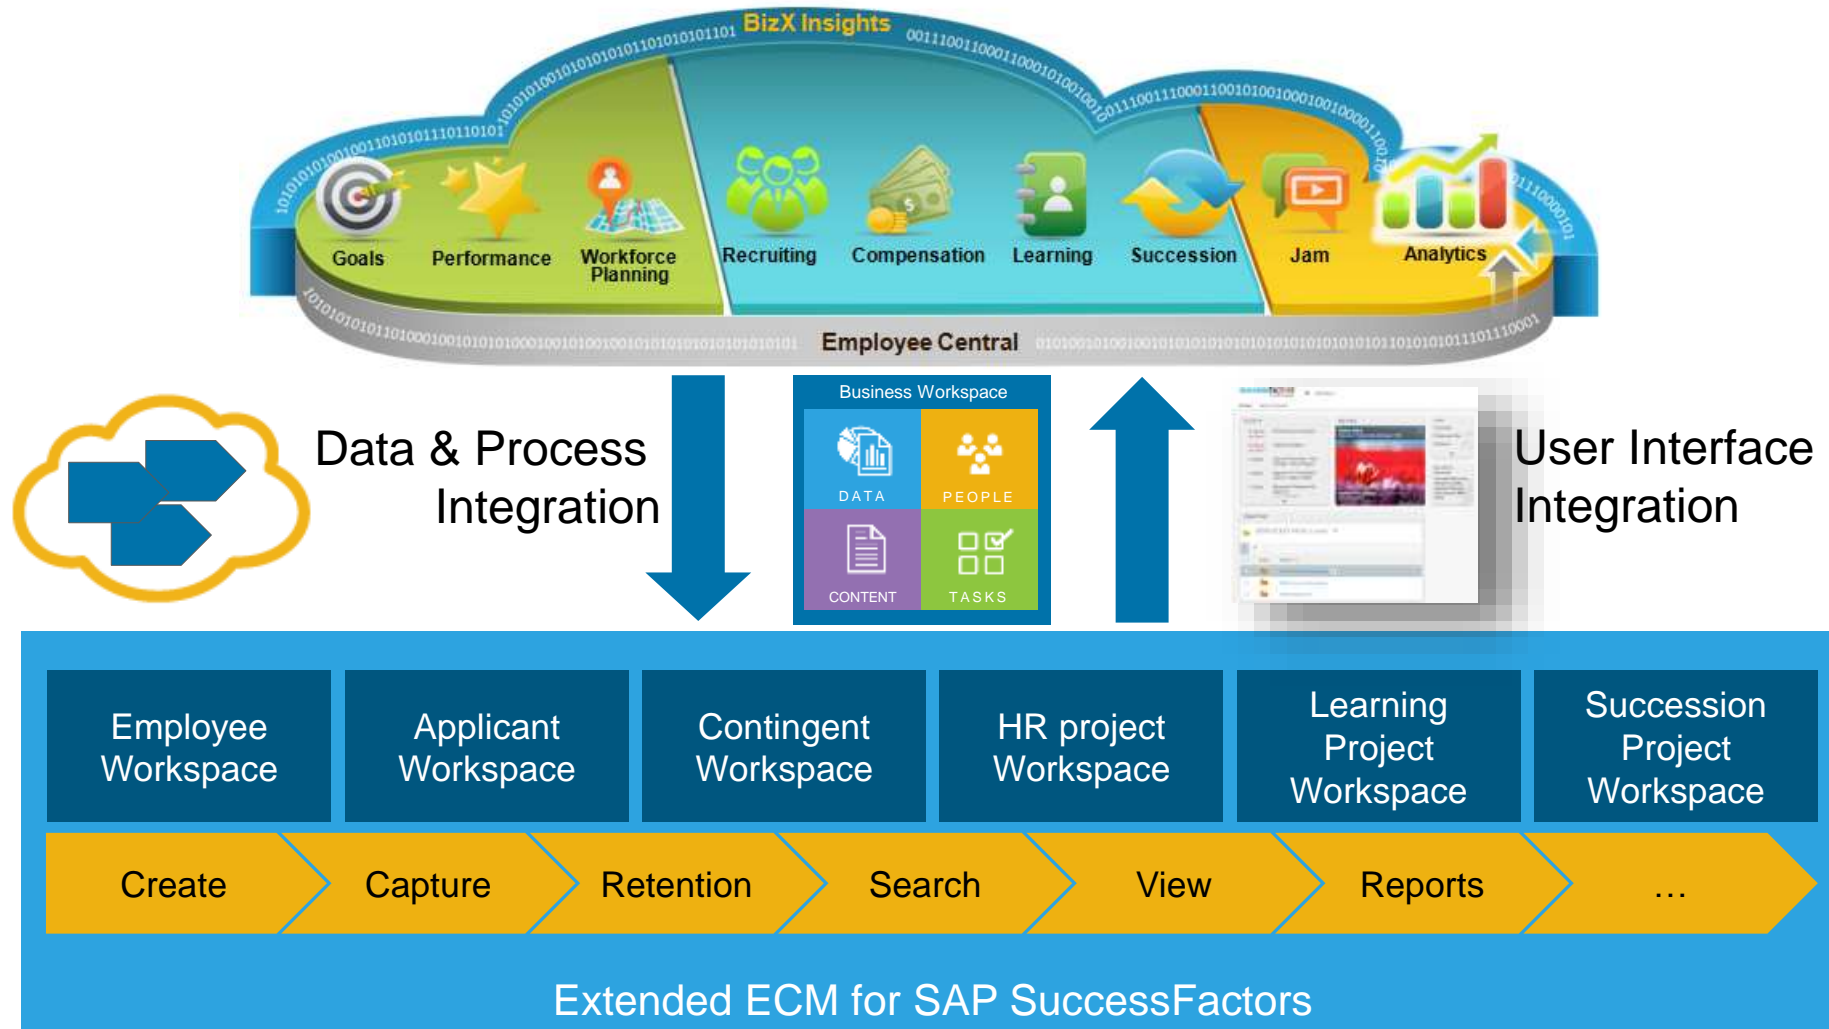 BizX Insights
Goals
Performance
Workforce
Planning
Recruiting
Compensation
Learning
Succession
Jam
Analytics
Employee Central
Data & Process
Integration
Business Workspace
DATA
PEOPLE
CONTENT
TASKS
User Interface
Integration
Employee
Workspace
Applicant
Workspace
Contingent
Workspace
HR project
Workspace
Learning
Project
Workspace
Succession
Project
Workspace
Create
Capture
Retention
Search
View
Reports
…
Extended ECM for SAP SuccessFactors